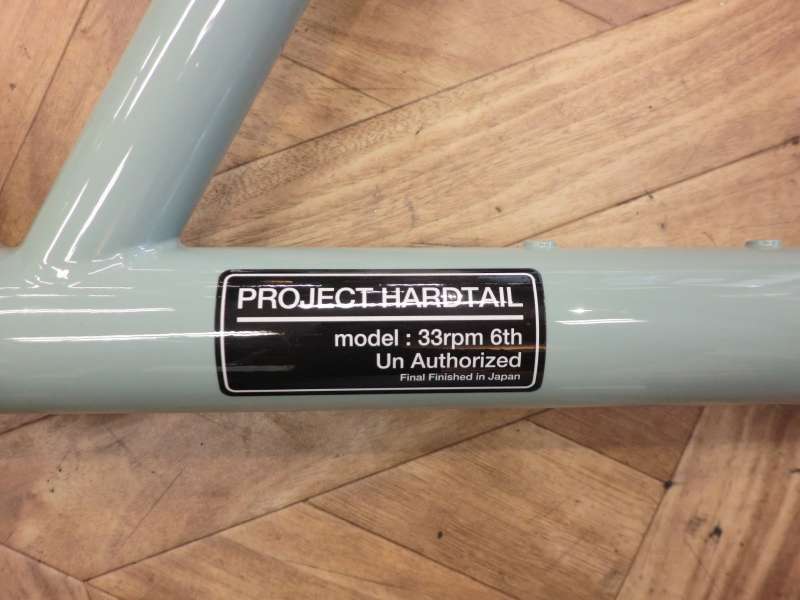 PROJECT HARDTAIL
model : 33rpm 6th
Un Authorized
Final Finished in Japan